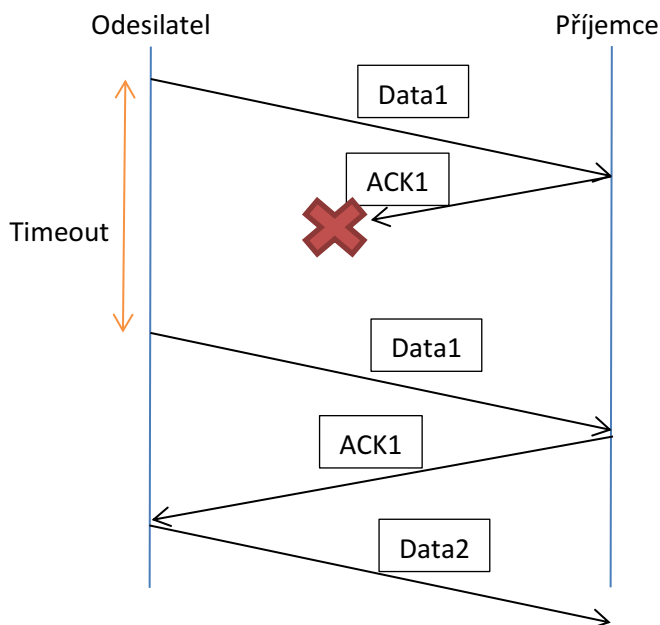 Odesilatel
Příjemce
Data1
ACK1
Timeout
Data1
ACK1
Data2